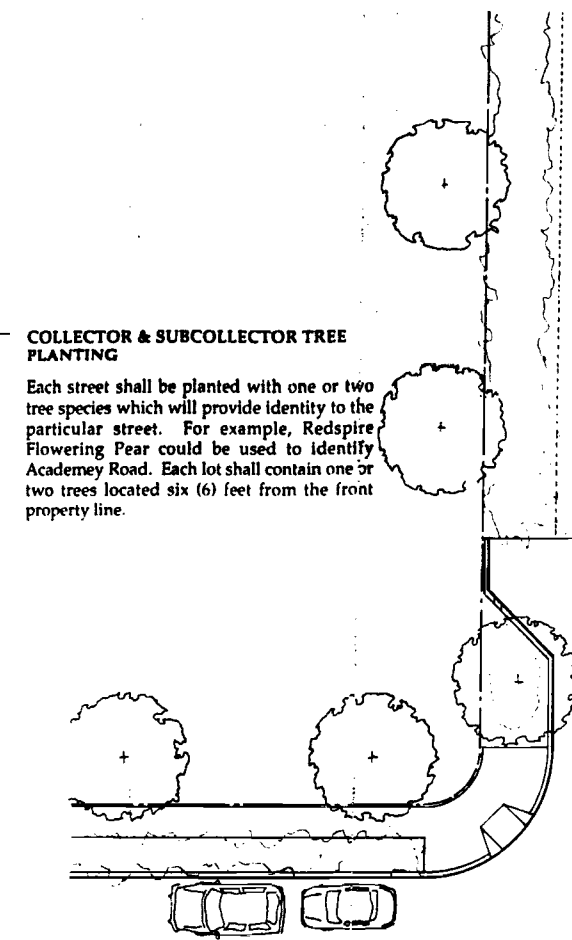 COLLECTOR & SUBCOLLECTOR TREE
PLANTING
Each street shall be planted with one or two
tree species which will provide identity to the
particular street. For example, Redspire
Flowering Pear could be used to identify
Academey Road. Each lot shall contain one or
two trees located six (6) feet from the front
property line.